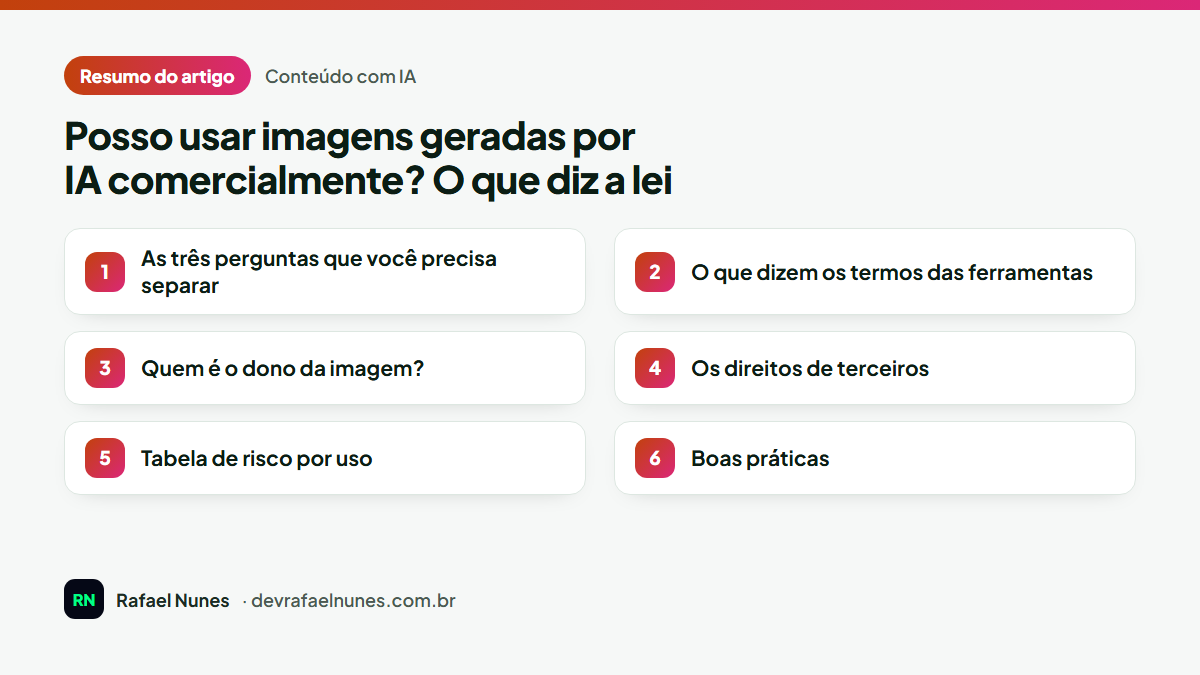 Resumo do artigo
Conteúdo com IA
Posso usar imagens geradas por
IA comercialmente? O que diz a lei
1
As três perguntas que você precisa
separar
2
O que dizem os termos das ferramentas
3
Quem é o dono da imagem?
4
Os direitos de terceiros
5
Tabela de risco por uso
6
Boas práticas
RN
Rafael Nunes · devrafaelnunes.com.br